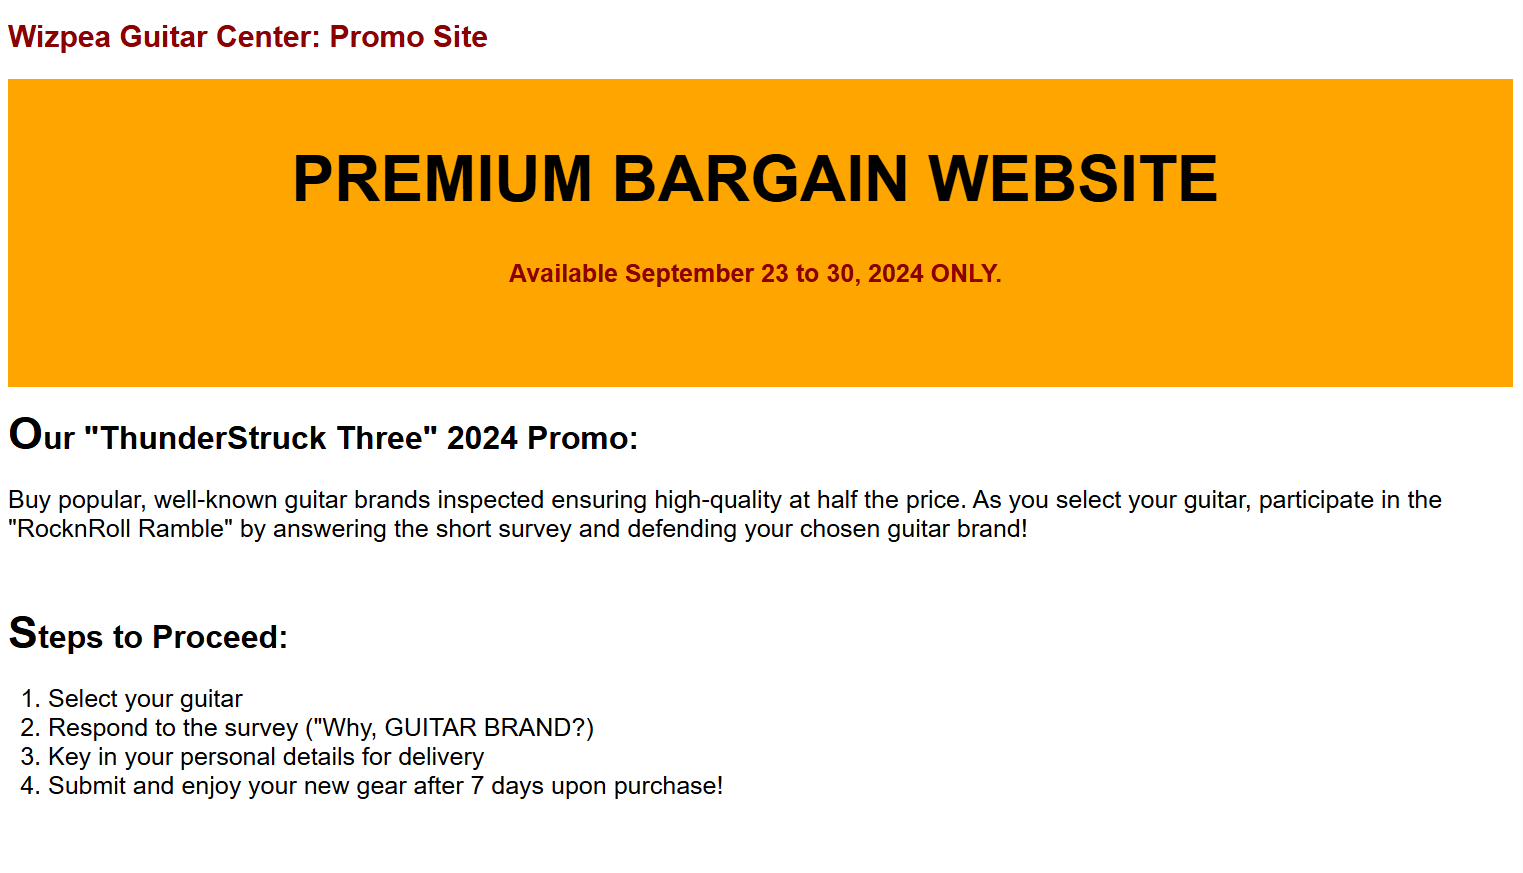 Wizpea Guitar Center: Promo Site
PREMIUM BARGAIN WEBSITE
Available September 23 to 30, 2024 ONLY.
Our "ThunderStruck Three" 2024 Promo:
Buy popular, well-known guitar brands inspected ensuring high-quality at half the price. As you select your guitar, participate in the
"RocknRoll Ramble" by answering the short survey and defending your chosen guitar brand!
Steps to Proceed:
1. Select your guitar
2. Respond to the survey ("Why, GUITAR BRAND?)
3. Key in your personal details for delivery
4. Submit and enjoy your new gear after 7 days upon purchase!